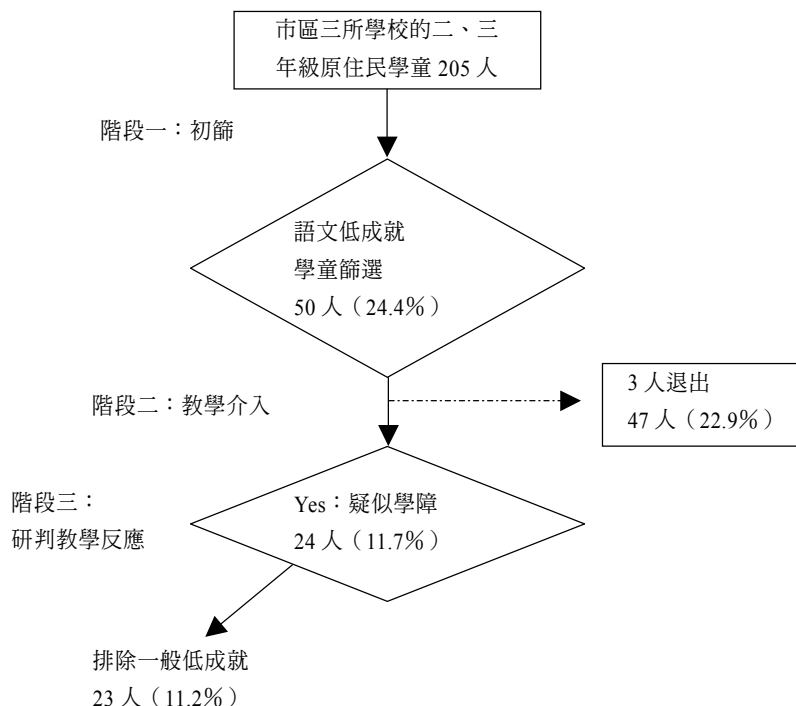 市區三所學校的二、三
年級原住民學童 205 人
階段一：初篩
語文低成就
學童篩選
50 人（24.4%）
階段二：教學介入
3 人退出
47 人（22.9%）
階段三：
研判教學反應
Yes：疑似學障
24 人（11.7%）
排除一般低成就
23 人（11.2%）